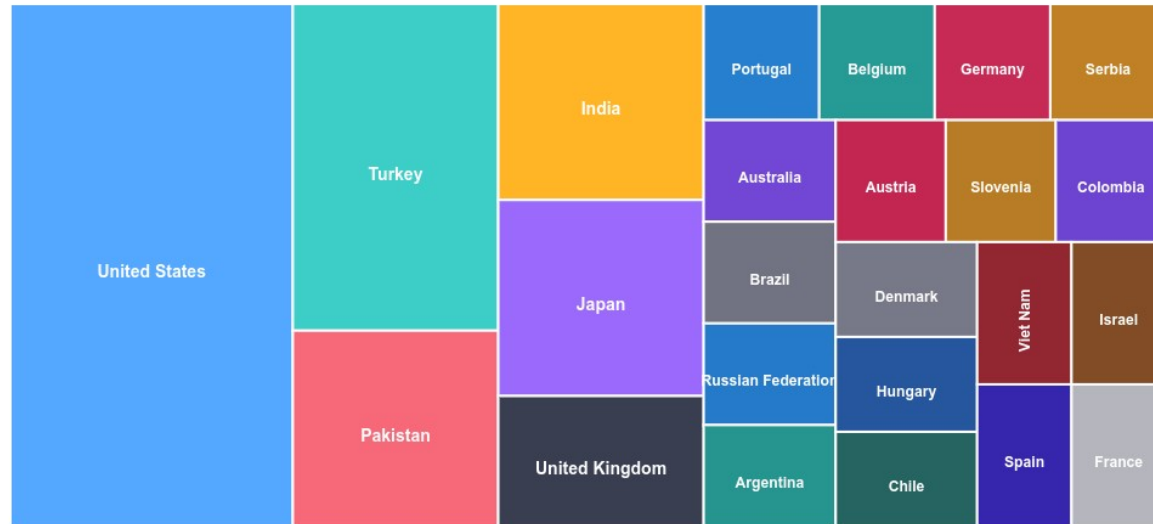 United States
Turkey
Pakistan
India
Japan
United Kingdom
Portugal
Belgium
Germany
Serbia
Australia
Brazil
Russian Federation
Argentina
Austria
Slovenia
Colombia
Denmark
Hungary
Chile
Viet Nam
Israel
Spain
France